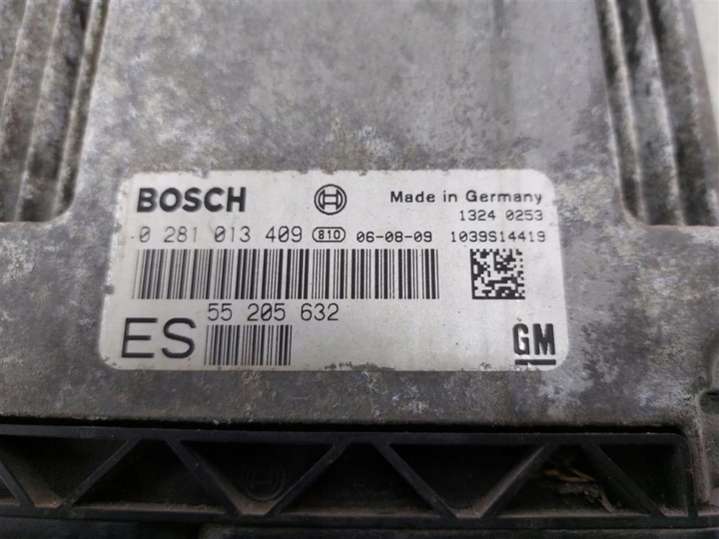 BOSCH Made in Germany
1324 0253
0 281 013 409 810 06-08-09 1039S14419
55 205 632
ES GM